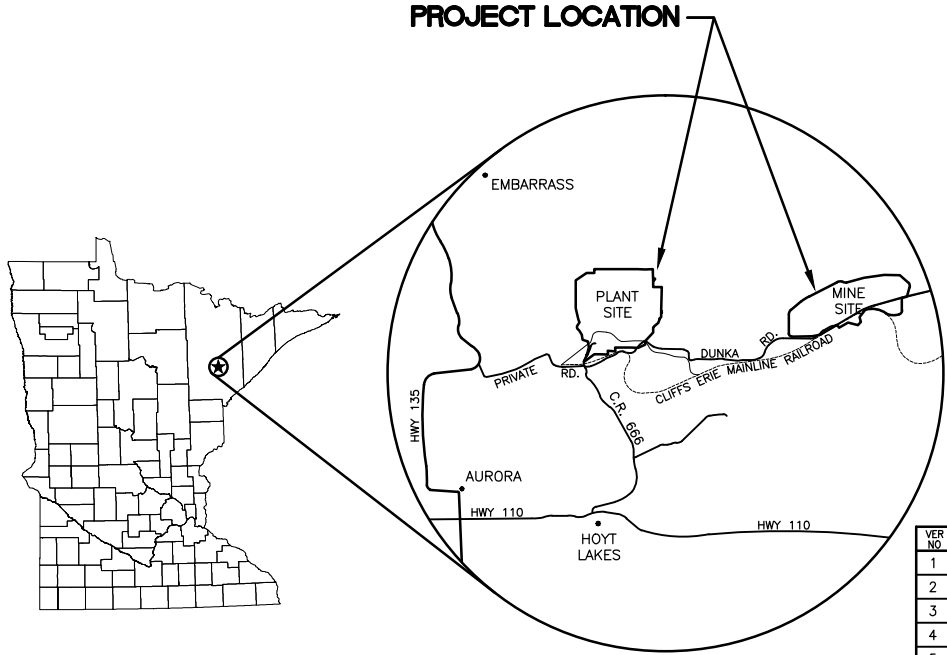 PROJECT LOCATION
EMBARRASS
PLANT
SITE
MINE
SITE
DUNKA
RD.
PRIVATE
RD.
CLIFFS ERIE MAINLINE RAILROAD
HWY 135
C.R. 666
AURORA
HWY 110
HWY 110
HOYT
LAKES
VER
NO
1
2
3
4